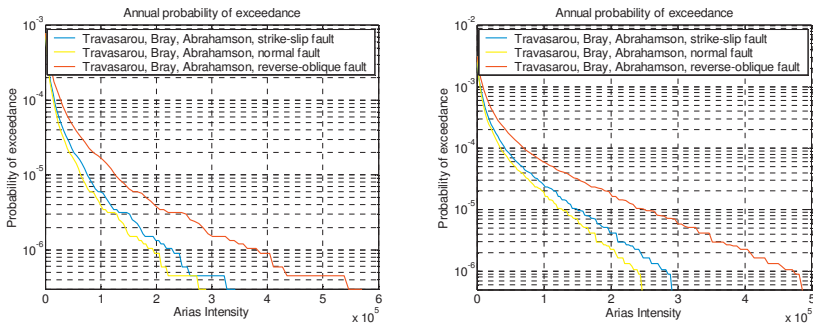 Annual probability of exceedance
10^-3
Travasarou, Bray, Abrahamson, strike-slip fault
Travasarou, Bray, Abrahamson, normal fault
Travasarou, Bray, Abrahamson, reverse-oblique fault
10^-4
10^-5
10^-6
Probability of exceedance
0 1 2 3 4 5 6
Arias Intensity
x 10^5
Annual probability of exceedance
10^-2
Travasarou, Bray, Abrahamson, strike-slip fault
Travasarou, Bray, Abrahamson, normal fault
Travasarou, Bray, Abrahamson, reverse-oblique fault
10^-3
10^-4
10^-5
10^-6
Probability of exceedance
0 1 2 3 4 5
Arias Intensity
x 10^5